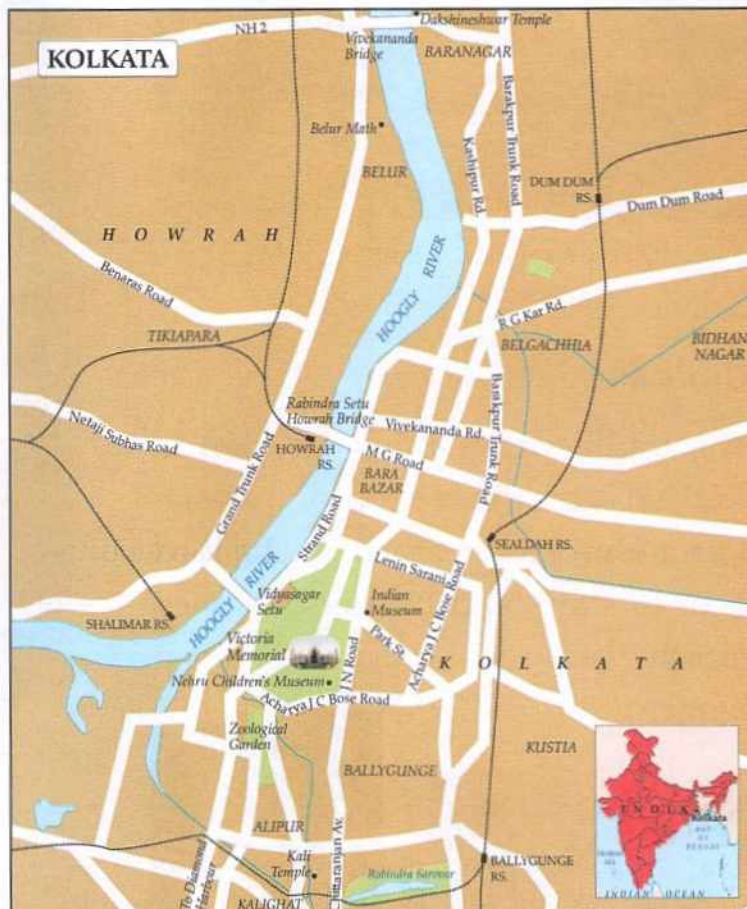 Dakshineshwar Temple
NH 2
Vivekananda
Bridge
BARANAGAR
KOLKATA
Barakpur Trunk Road
Kashipur Rd.
Belur Math
BELUR
DUM DUM
RS.
Dum Dum Road
HOWRAH
Benaras Road
HOOGLY RIVER
R G Kar Rd.
TIKIAPARA
BELGACHHIA
BIDHAN
NAGAR
Rabindra Setu
Howrah Bridge
Barakpur Trunk Road
Vivekananda Rd.
Netaji Subhas Road
HOWRAH
RS.
M G Road
Grand Trunk Road
BARA
BAZAR
Strand Road
SEALDAH RS.
Lenin Sarani
HOOGLY RIVER
Vidyasagar
Setu
Indian
Museum
SHALIMAR RS.
Park St.
Acharya J C Bose Road
Victoria
Memorial
J N Road
KOLKATA
Nehru Children's Museum
Acharya J C Bose Road
Zoological
Garden
KUSTIA
BALLYGUNGE
INDIA
Kolkata
BAY
OF
BENGAL
ALIPUR
Chittaranjan Av.
To Diamond
Harbour
Kali
Temple
Rabindra Sarovar
BALLYGUNGE
RS.
KALIGHAT
INDIAN OCEAN